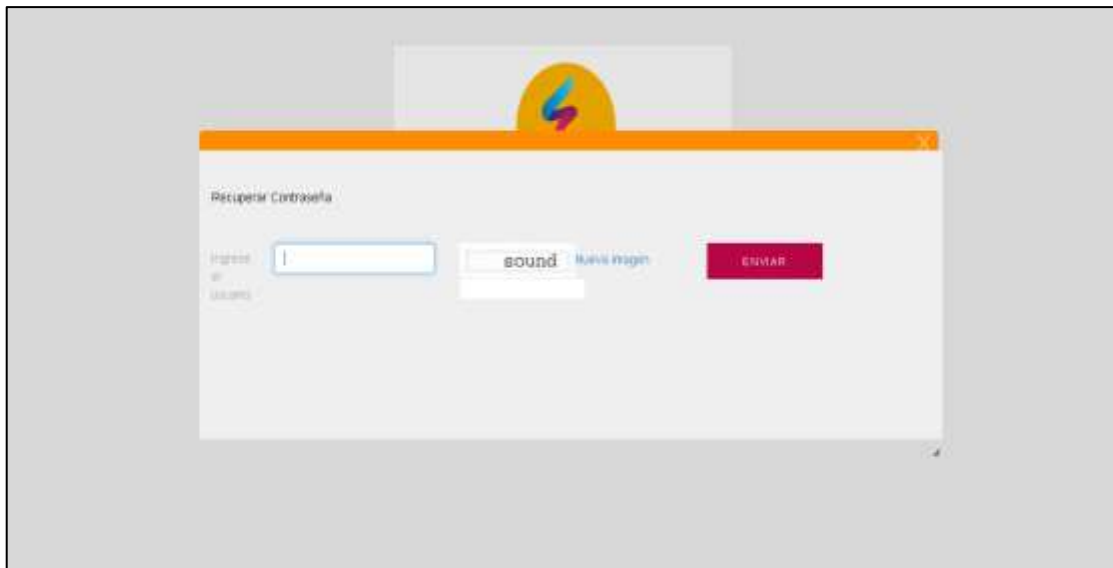 X
Recuperar Contraseña
Ingrese
el
usuario
sound
Nueva Imagen
ENVIAR